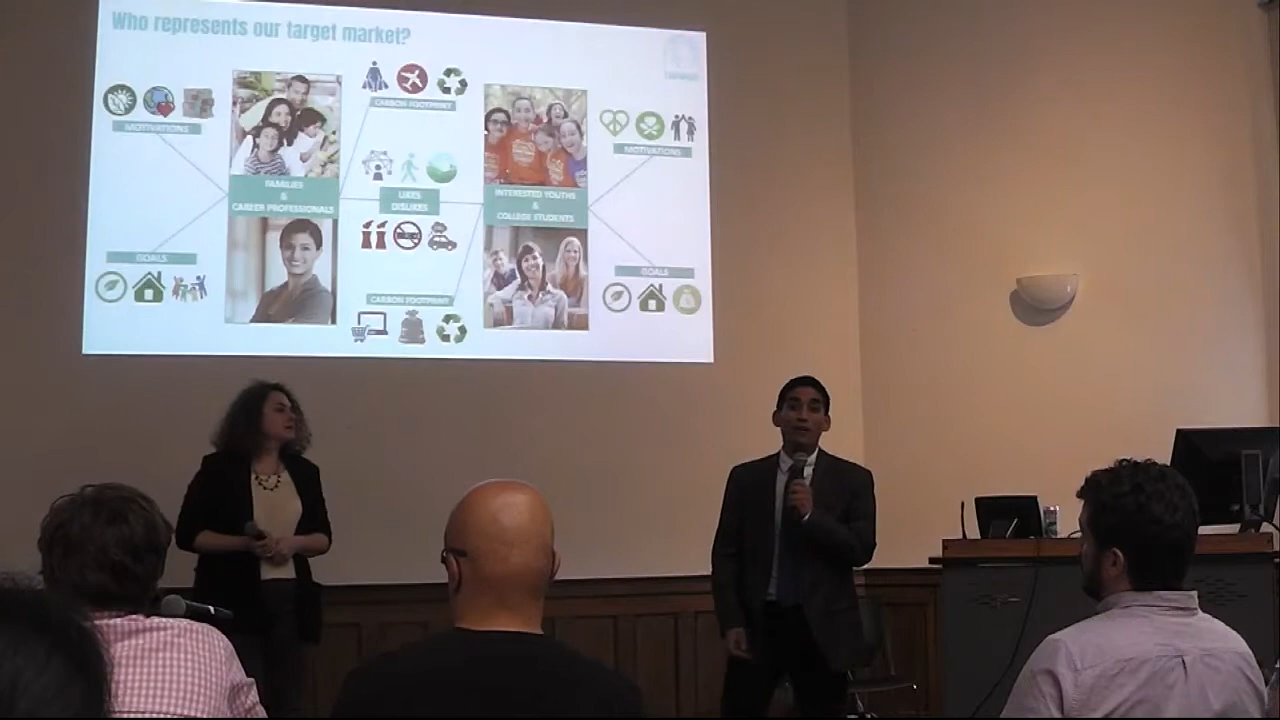 Who represents our target market?
CARBON FOOTPRINT
MOTIVATIONS
MOTIVATIONS
FAMILIES
&
CAREER PROFESSIONALS
LIKES
DISLIKES
INTERESTED YOUTHS
&
COLLEGE STUDENTS
GOALS
GOALS
CARBON FOOTPRINT